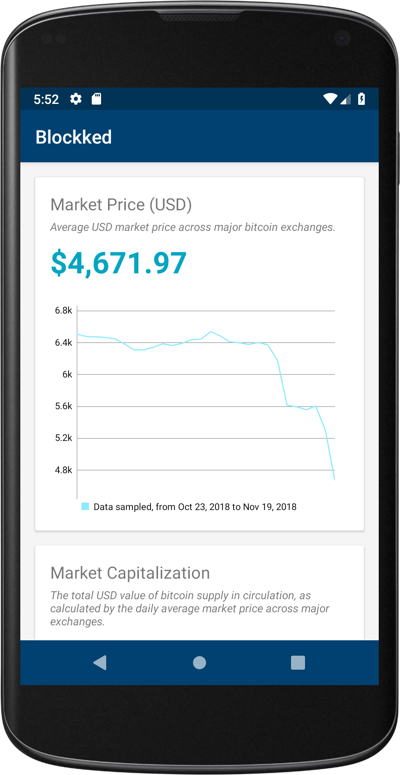 5:52
Blockked
Market Price (USD)
Average USD market price across major bitcoin exchanges.
$4,671.97
6.8k
6.4k
6k
5.6k
5.2k
4.8k
Data sampled, from Oct 23, 2018 to Nov 19, 2018
Market Capitalization
The total USD value of bitcoin supply in circulation, as
calculated by the daily average market price across major
exchanges.